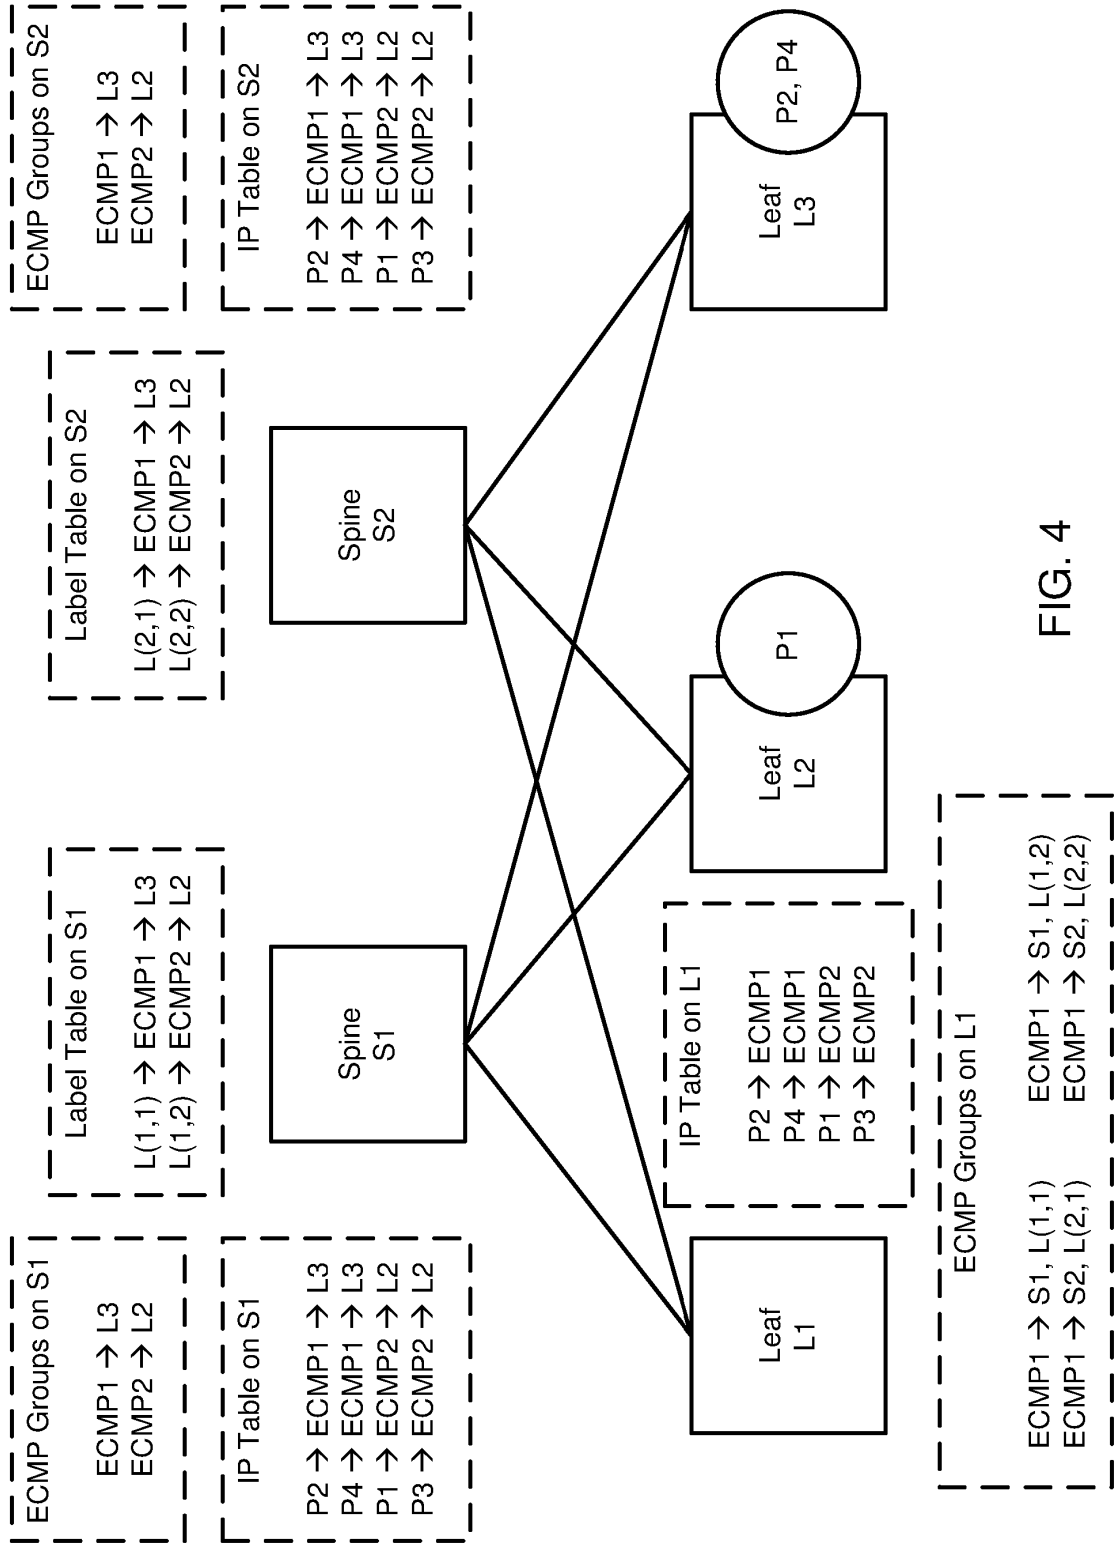 ECMP Groups on S1
ECMP1 → L3
ECMP2 → L2
Label Table on S1
L(1,1) → ECMP1 → L3
L(1,2) → ECMP2 → L2
Label Table on S2
L(2,1) → ECMP1 → L3
L(2,2) → ECMP2 → L2
ECMP Groups on S2
ECMP1 → L3
ECMP2 → L2
IP Table on S1
P2 → ECMP1 → L3
P4 → ECMP1 → L3
P1 → ECMP2 → L2
P3 → ECMP2 → L2
Spine
S1
Spine
S2
IP Table on S2
P2 → ECMP1 → L3
P4 → ECMP1 → L3
P1 → ECMP2 → L2
P3 → ECMP2 → L2
Leaf
L1
IP Table on L1
P2 → ECMP1
P4 → ECMP1
P1 → ECMP2
P3 → ECMP2
Leaf
L2
P1
Leaf
L3
P2, P4
ECMP Groups on L1
ECMP1 → S1, L(1,1)
ECMP1 → S2, L(2,1)
ECMP1 → S1, L(1,2)
ECMP1 → S2, L(2,2)
FIG. 4